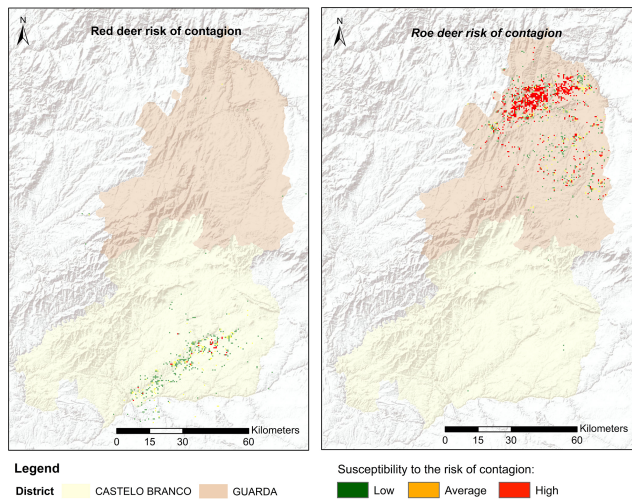 N
Red deer risk of contagion
Kilometers
0 15 30 60
N
Roe deer risk of contagion
Kilometers
0 15 30 60
Legend
District CASTELO BRANCO GUARDA
Susceptibility to the risk of contagion:
Low Average High